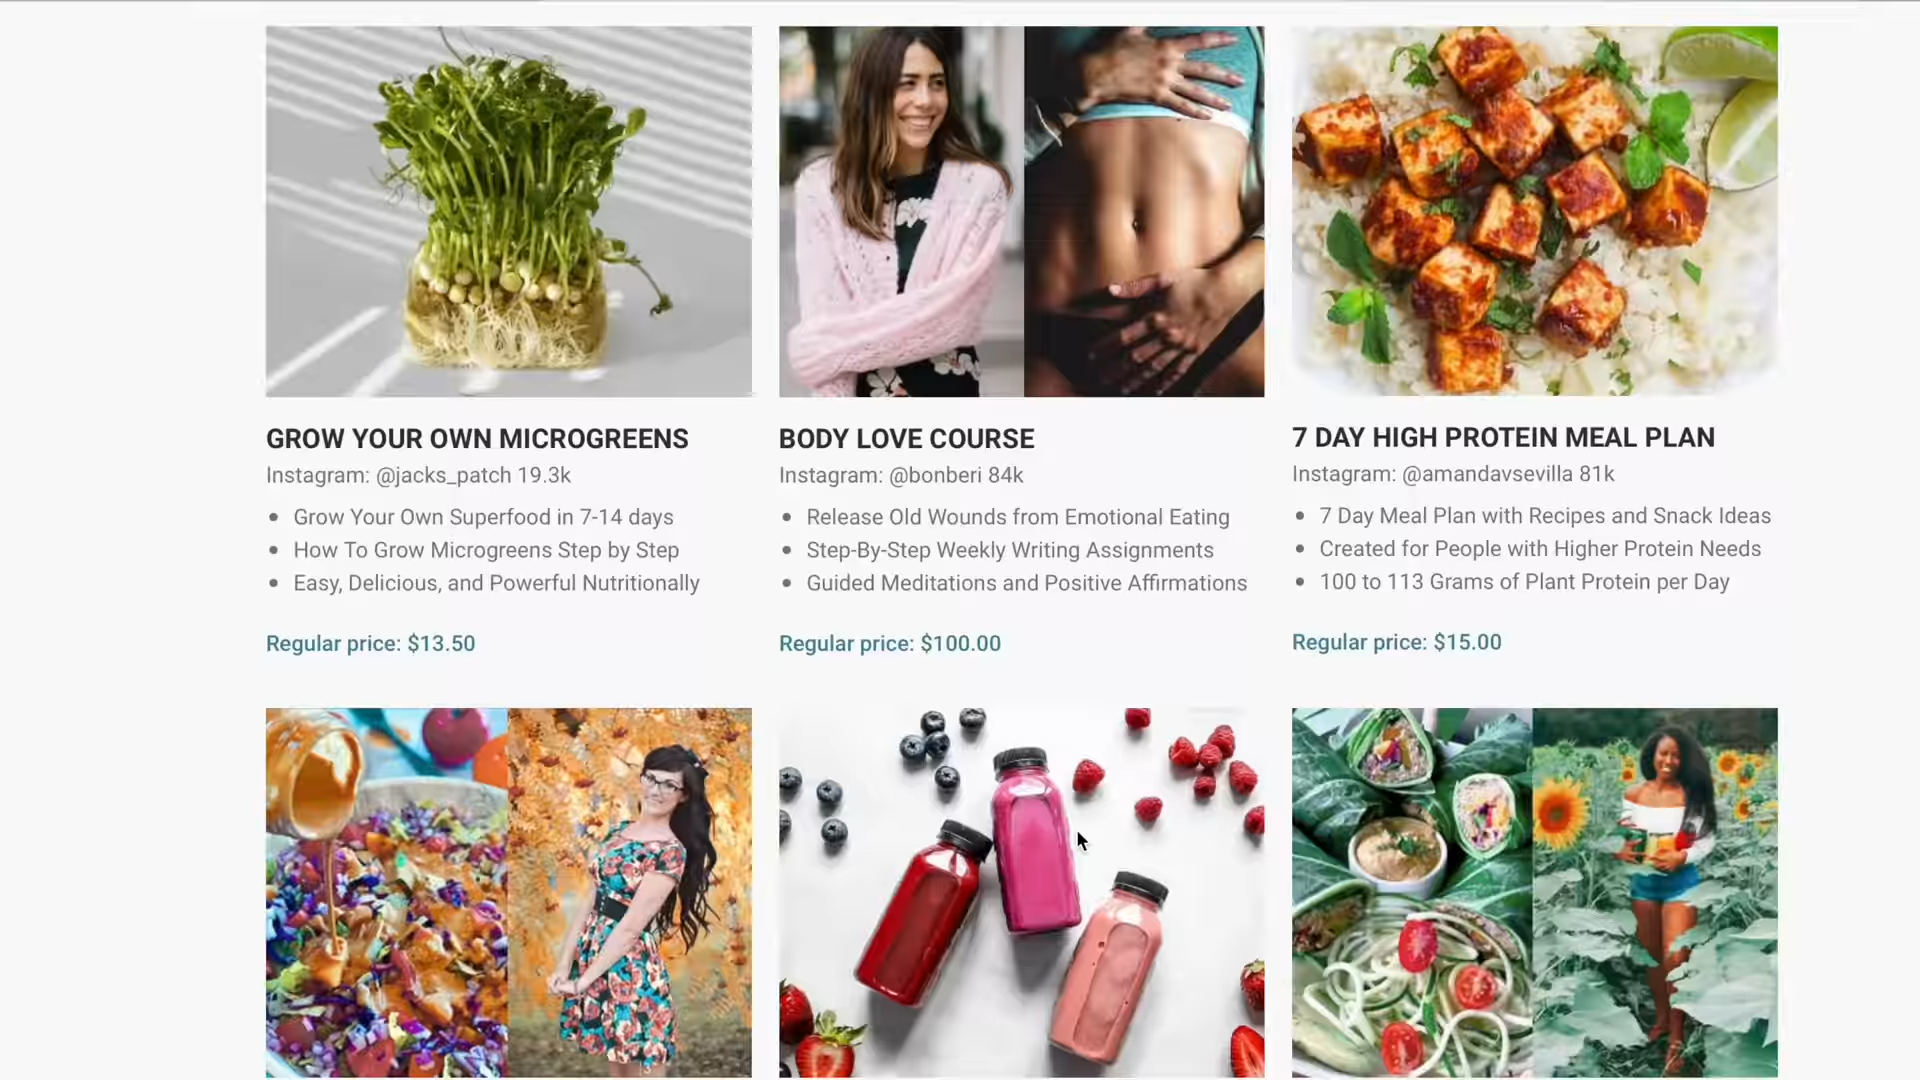 GROW YOUR OWN MICROGREENS
Instagram: @jacks_patch 19.3k
• Grow Your Own Superfood in 7-14 days
• How To Grow Microgreens Step by Step
• Easy, Delicious, and Powerful Nutritionally
Regular price: $13.50
BODY LOVE COURSE
Instagram: @bonberi 84k
• Release Old Wounds from Emotional Eating
• Step-By-Step Weekly Writing Assignments
• Guided Meditations and Positive Affirmations
Regular price: $100.00
7 DAY HIGH PROTEIN MEAL PLAN
Instagram: @amandavsevilla 81k
• 7 Day Meal Plan with Recipes and Snack Ideas
• Created for People with Higher Protein Needs
• 100 to 113 Grams of Plant Protein per Day
Regular price: $15.00